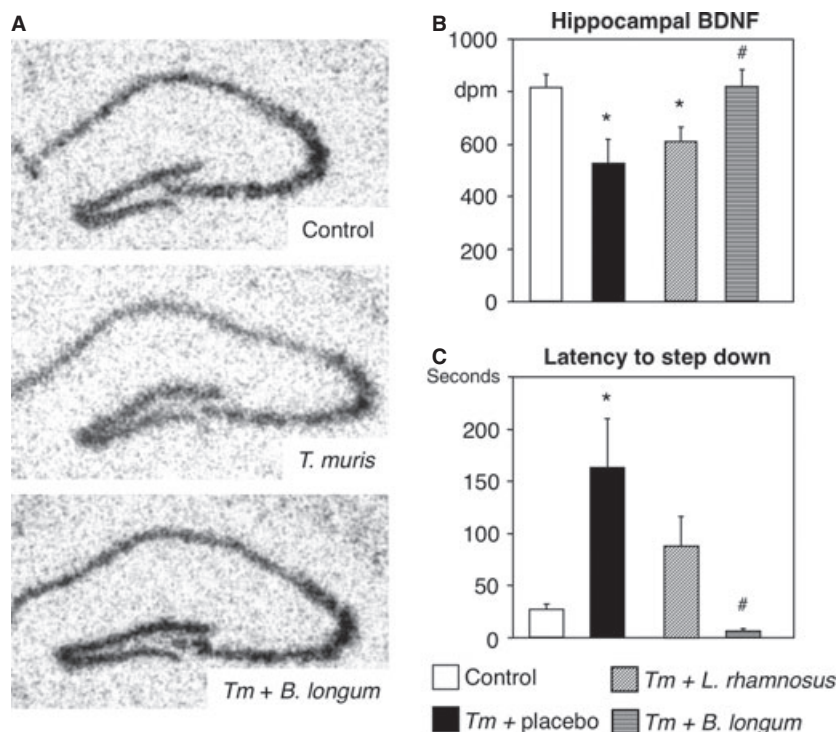 A
Control
T. muris
Tm + B. longum
B
Hippocampal BDNF
1000
dpm
600
400
200
0
*
*
#
C
Latency to step down
Seconds
200
150
100
50
0
*
#
Control
Tm + L. rhamnosus
Tm + placebo
Tm + B. longum